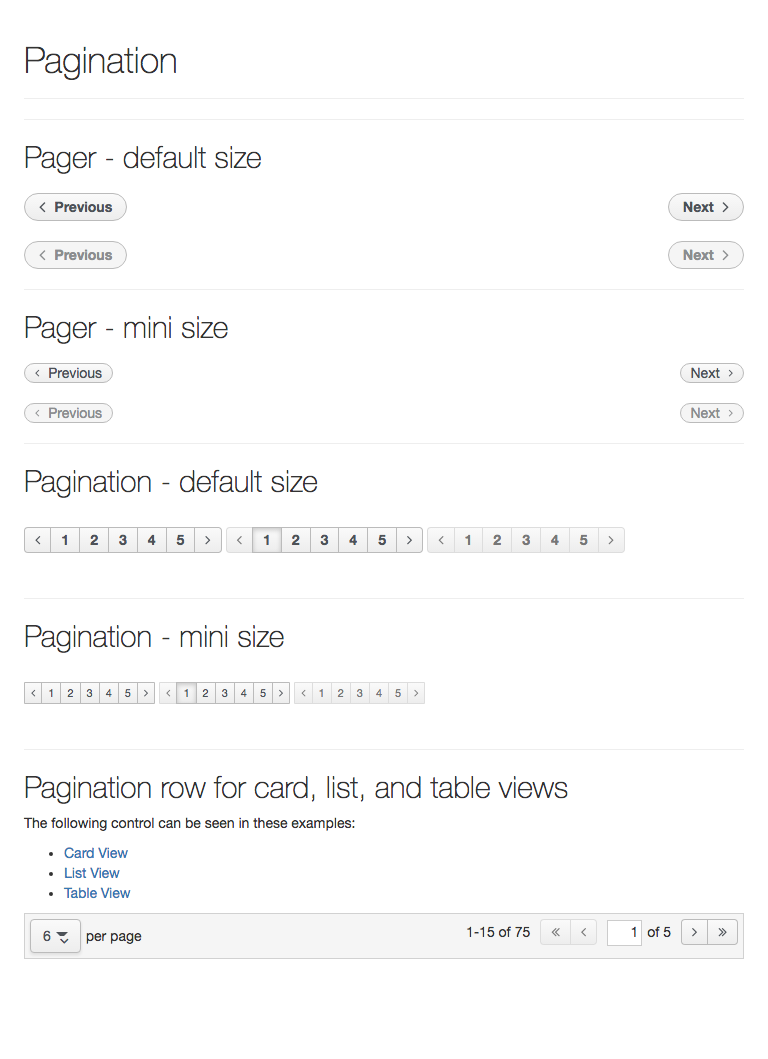 Pagination
Pager - default size
Previous Next
Previous Next
Pager - mini size
Previous Next
Previous Next
Pagination - default size
1 2 3 4 5 1 2 3 4 5 1 2 3 4 5
Pagination - mini size
1 2 3 4 5 1 2 3 4 5 1 2 3 4 5
Pagination row for card, list, and table views
The following control can be seen in these examples:
Card View
List View
Table View
6 per page 1-15 of 75 1 of 5